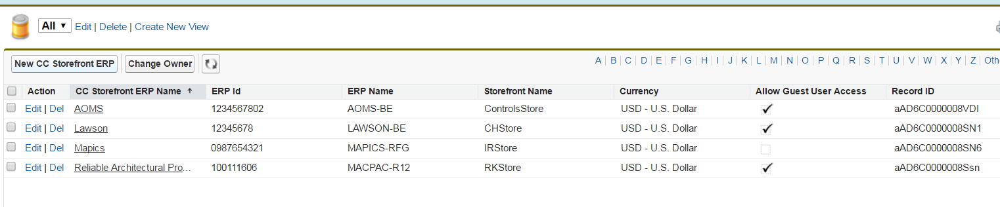 All ▼ Edit | Delete | Create New View
New CC Storefront ERP Change Owner A | B | C | D | E | F | G | H | I | J | K | L | M | N | O | P | Q | R | S | T | U | V | W | X | Y | Z | Oth
Action CC Storefront ERP Name ↑ ERP Id ERP Name Storefront Name Currency Allow Guest User Access Record ID
Edit | Del AOMS 1234567802 AOMS-BE ControlsStore USD - U.S. Dollar aAD6C0000008VDI
Edit | Del Lawson 12345678 LAWSON-BE CHStore USD - U.S. Dollar aAD6C0000008SN1
Edit | Del Mapics 0987654321 MAPICS-RFG IRStore USD - U.S. Dollar aAD6C0000008SN6
Edit | Del Reliable Architectural Pro... 100111606 MACPAC-R12 RKStore USD - U.S. Dollar aAD6C0000008Ssn